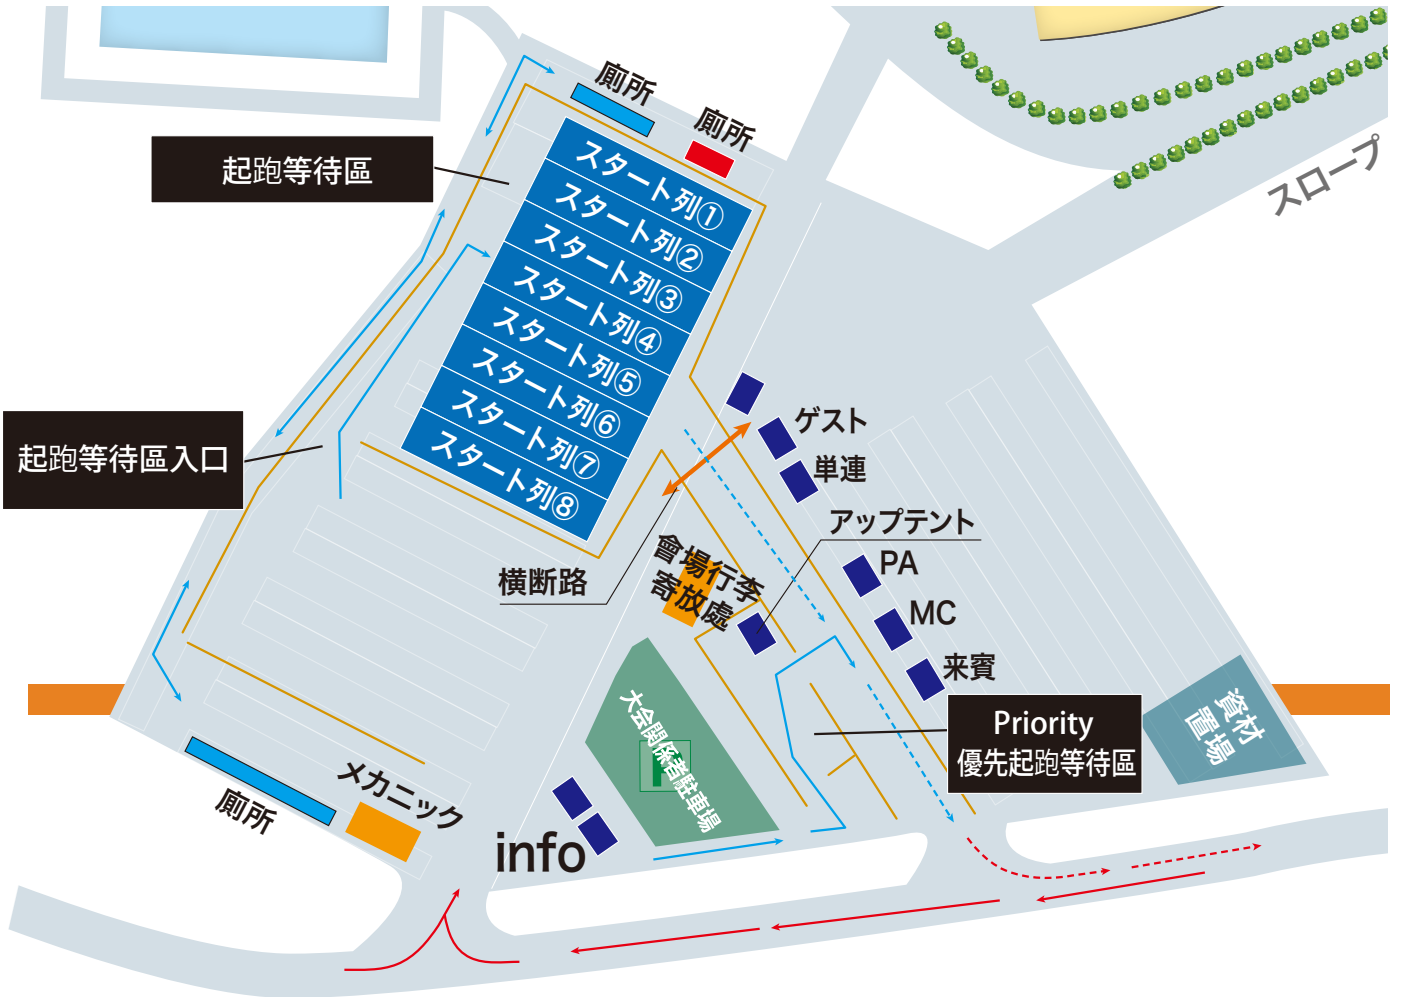 廁所
廁所
起跑等待區
スタート列①
スタート列②
スタート列③
スタート列④
スタート列⑤
スタート列⑥
スタート列⑦
スタート列⑧
スロープ
起跑等待區入口
ゲスト
単連
アップテント
横断路
會場行李
寄放處
PA
MC
来賓
Priority
優先起跑等待區
資材
置場
大会関係者駐車場
P
メカニック
廁所
info